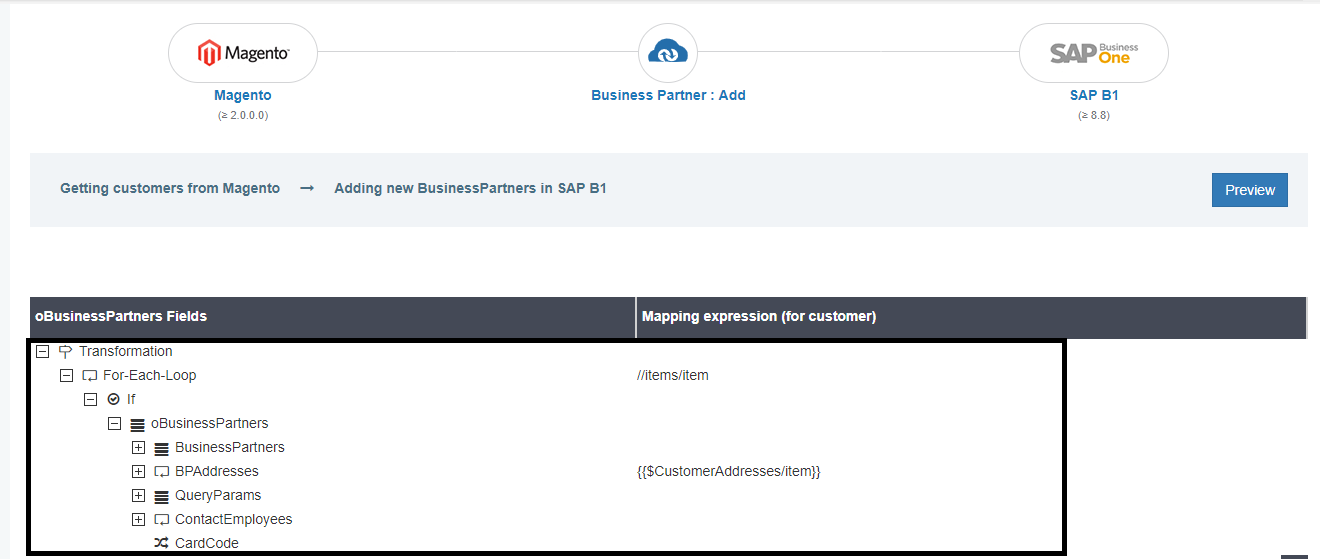 Magento
SAP Business One
Magento
Business Partner : Add
SAP B1
(≥ 2.0.0.0)
(≥ 8.8)
Getting customers from Magento → Adding new BusinessPartners in SAP B1
Preview
oBusinessPartners Fields
Mapping expression (for customer)
Transformation
For-Each-Loop
//items/item
If
oBusinessPartners
BusinessPartners
BPAddresses
{{$CustomerAddresses/item}}
QueryParams
ContactEmployees
CardCode